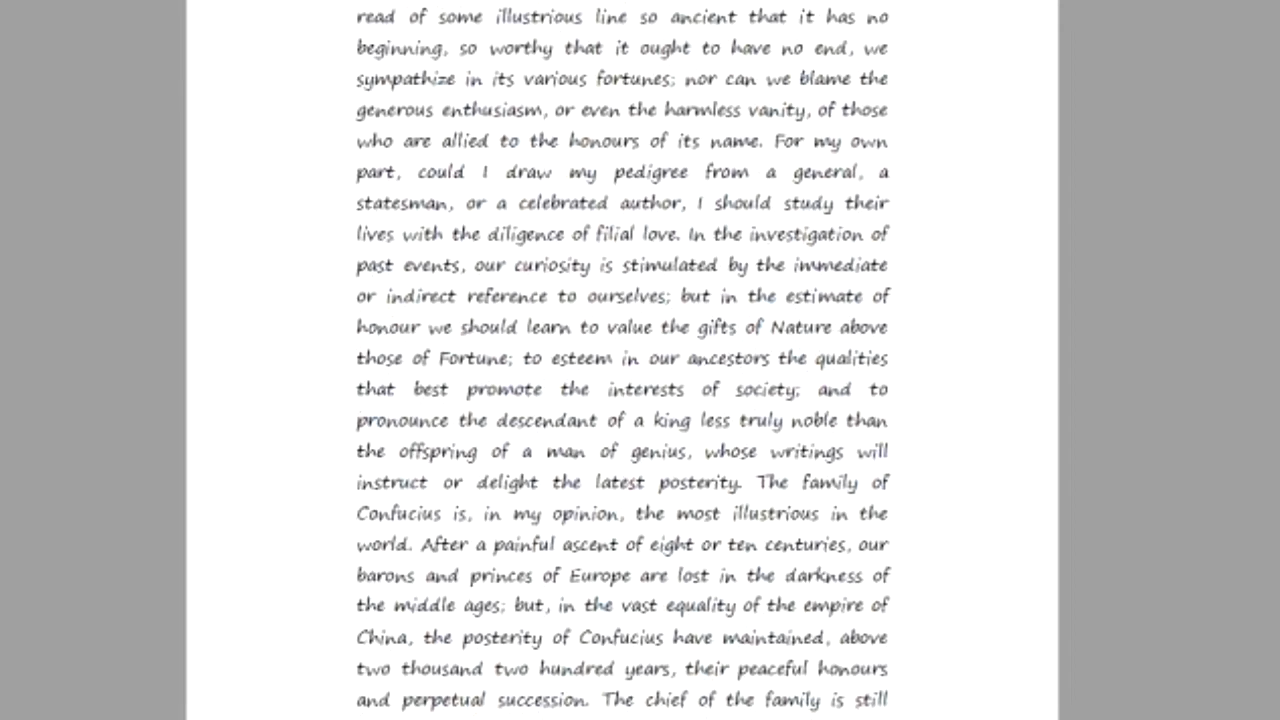 read of some illustrious line so ancient that it has no
beginning, so worthy that it ought to have no end, we
sympathize in its various fortunes; nor can we blame the
generous enthusiasm, or even the harmless vanity, of those
who are allied to the honours of its name. For my own
part, could I draw my pedigree from a general, a
statesman, or a celebrated author, I should study their
lives with the diligence of filial love. In the investigation of
past events, our curiosity is stimulated by the immediate
or indirect reference to ourselves; but in the estimate of
honour we should learn to value the gifts of Nature above
those of Fortune; to esteem in our ancestors the qualities
that best promote the interests of society; and to
pronounce the descendant of a king less truly noble than
the offspring of a man of genius, whose writings will
instruct or delight the latest posterity. The family of
Confucius is, in my opinion, the most illustrious in the
world. After a painful ascent of eight or ten centuries, our
barons and princes of Europe are lost in the darkness of
the middle ages; but, in the vast equality of the empire of
China, the posterity of Confucius have maintained, above
two thousand two hundred years, their peaceful honours
and perpetual succession. The chief of the family is still